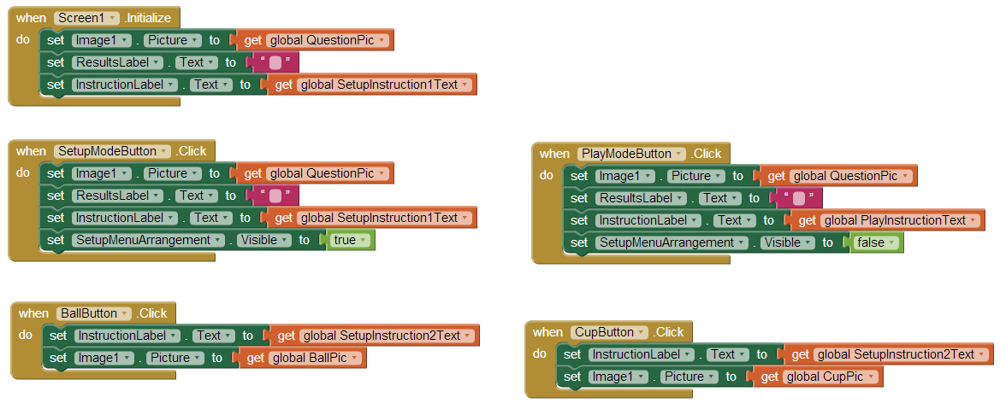 when Screen1 .Initialize
do set Image1 . Picture to get global QuestionPic
set ResultsLabel . Text to “ ”
set InstructionLabel . Text to get global SetupInstruction1Text
when SetupModeButton .Click
do set Image1 . Picture to get global QuestionPic
set ResultsLabel . Text to “ ”
set InstructionLabel . Text to get global SetupInstruction1Text
set SetupMenuArrangement . Visible to true
when PlayModeButton .Click
do set Image1 . Picture to get global QuestionPic
set ResultsLabel . Text to “ ”
set InstructionLabel . Text to get global PlayInstructionText
set SetupMenuArrangement . Visible to false
when BallButton .Click
do set InstructionLabel . Text to get global SetupInstruction2Text
set Image1 . Picture to get global BallPic
when CupButton .Click
do set InstructionLabel . Text to get global SetupInstruction2Text
set Image1 . Picture to get global CupPic